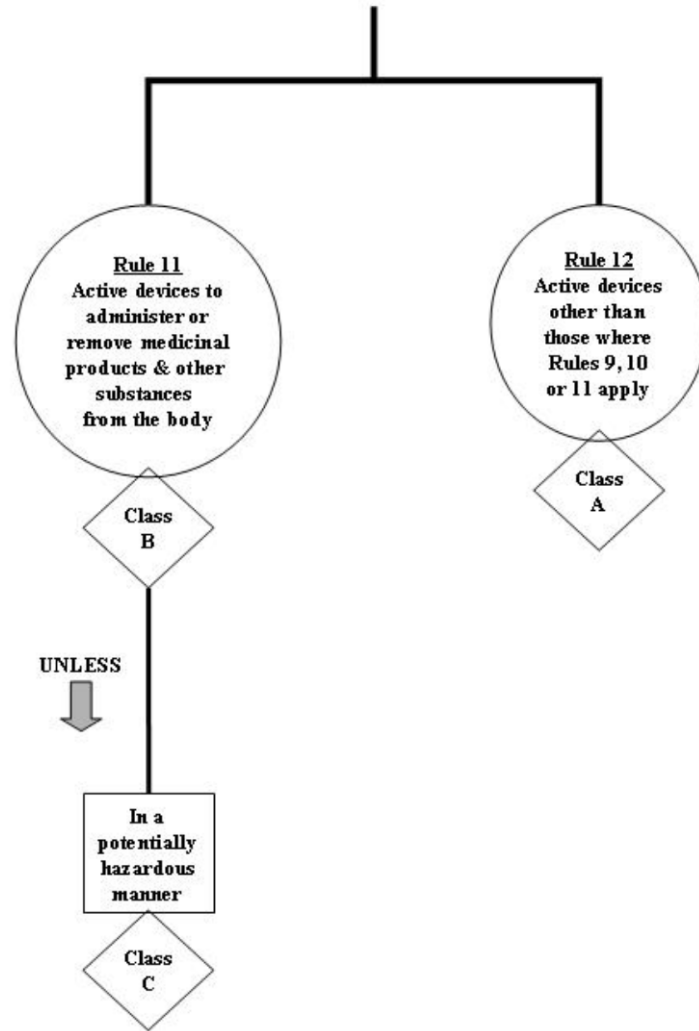 Rule 11
Active devices to
administer or
remove medicinal
products & other
substances
from the body
Class
B
UNLESS
In a
potentially
hazardous
manner
Class
C
Rule 12
Active devices
other than
those where
Rules 9, 10
or 11 apply
Class
A